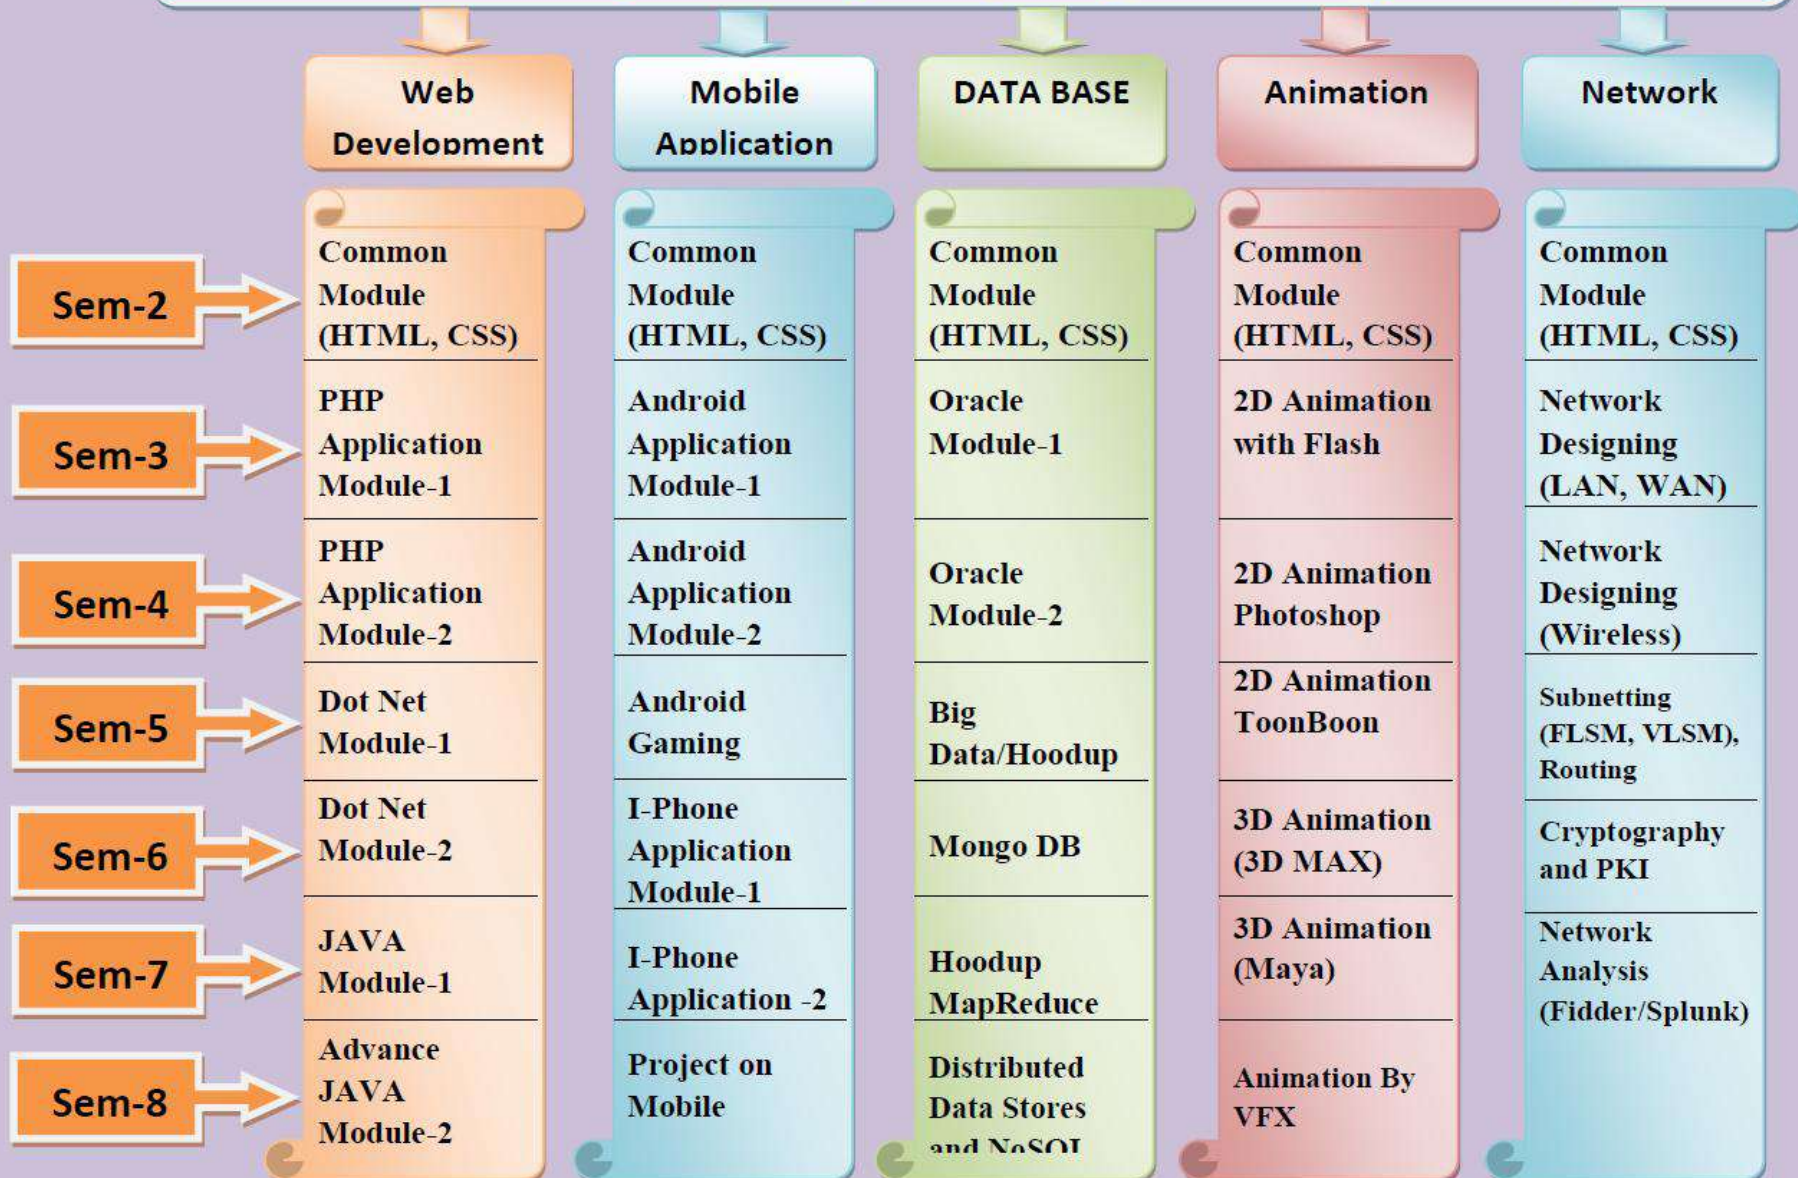 Web
Development
Mobile
Application
DATA BASE
Animation
Network
Sem-2
Common
Module
(HTML, CSS)
Common
Module
(HTML, CSS)
Common
Module
(HTML, CSS)
Common
Module
(HTML, CSS)
Common
Module
(HTML, CSS)
Sem-3
PHP
Application
Module-1
Android
Application
Module-1
Oracle
Module-1
2D Animation
with Flash
Network
Designing
(LAN, WAN)
Sem-4
PHP
Application
Module-2
Android
Application
Module-2
Oracle
Module-2
2D Animation
Photoshop
Network
Designing
(Wireless)
Sem-5
Dot Net
Module-1
Android
Gaming
Big
Data/Hoodup
2D Animation
ToonBoon
Subnetting
(FLSM, VLSM),
Routing
Sem-6
Dot Net
Module-2
I-Phone
Application
Module-1
Mongo DB
3D Animation
(3D MAX)
Cryptography
and PKI
Sem-7
JAVA
Module-1
I-Phone
Application -2
Hoodup
MapReduce
3D Animation
(Maya)
Network
Analysis
(Fidder/Splunk)
Sem-8
Advance
JAVA
Module-2
Project on
Mobile
Distributed
Data Stores
and NoSQL
Animation By
VFX